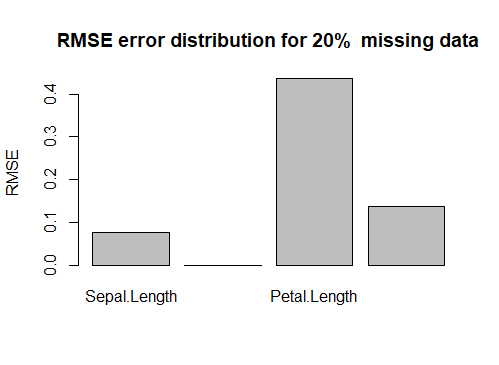 RMSE error distribution for 20%  missing data
RMSE
0.4
0.3
0.2
0.1
0.0
Sepal.Length
Petal.Length